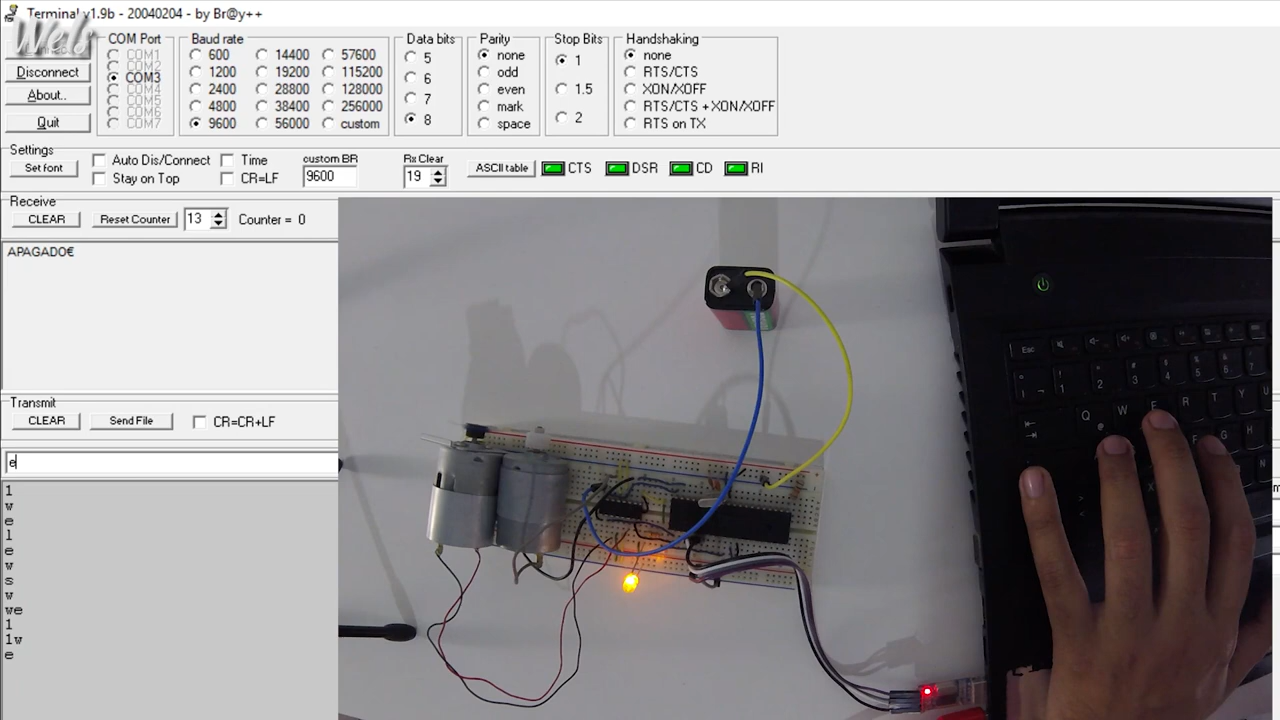 Terminal v1.9b - 20040204 - by Br@y++
Web
Disconnect
About..
Quit
COM Port
COM1
COM2
COM3
COM4
COM5
COM6
COM7
Baud rate
600 14400 57600
1200 19200 115200
2400 28800 128000
4800 38400 256000
9600 56000 custom
Data bits
5
6
7
8
Parity
none
odd
even
mark
space
Stop Bits
1
1.5
2
Handshaking
none
RTS/CTS
XON/XOFF
RTS/CTS + XON/XOFF
RTS on TX
Settings
Set font
Auto Dis/Connect
Stay on Top
Time
CR=LF
custom BR
9600
Rx Clear
19
ASCII table
CTS DSR CD RI
Receive
CLEAR Reset Counter 13 Counter = 0
APAGADO€
Transmit
CLEAR Send File CR=CR+LF
e
1
w
e
l
e
w
s
w
we
1
1w
e
Esc
Q W E R T Y